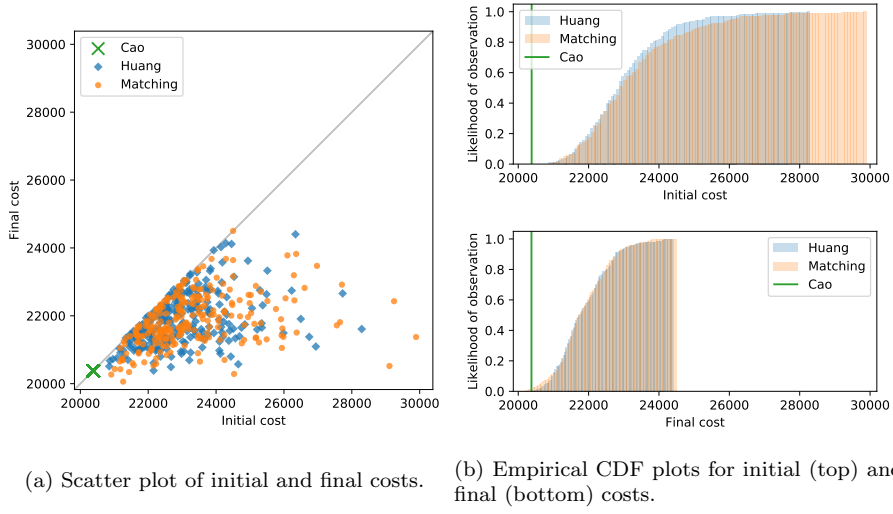 30000
28000
26000
24000
22000
20000
Final cost
Cao
Huang
Matching
20000 22000 24000 26000 28000 30000
Initial cost
(a) Scatter plot of initial and final costs.
1.0
0.8
0.6
0.4
0.2
0.0
Likelihood of observation
Huang
Matching
Cao
20000 22000 24000 26000 28000 30000
Initial cost
1.0
0.8
0.6
0.4
0.2
0.0
Likelihood of observation
Huang
Matching
Cao
20000 22000 24000 26000 28000 30000
Final cost
(b) Empirical CDF plots for initial (top) and
final (bottom) costs.